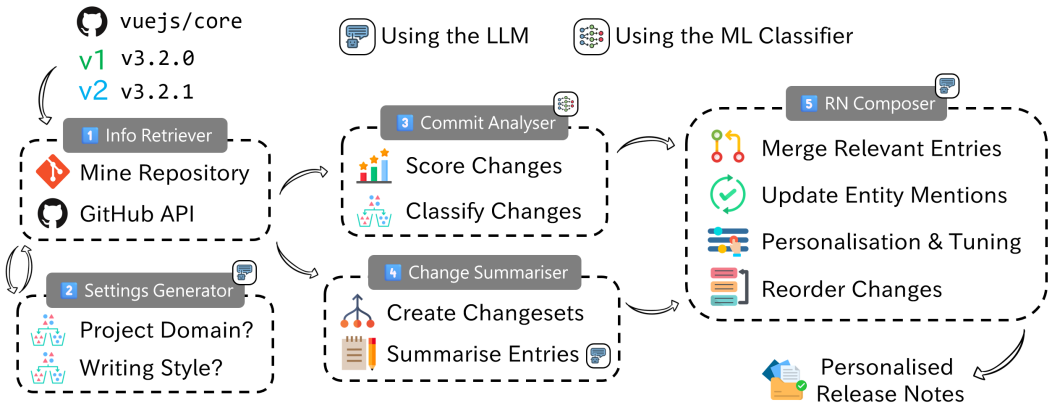 vuejs/core
v1 v3.2.0
v2 v3.2.1
Using the LLM
Using the ML Classifier
1 Info Retriever
Mine Repository
GitHub API
2 Settings Generator
Project Domain?
Writing Style?
3 Commit Analyser
Score Changes
Classify Changes
4 Change Summariser
Create Changesets
Summarise Entries
5 RN Composer
Merge Relevant Entries
Update Entity Mentions
Personalisation & Tuning
Reorder Changes
Personalised
Release Notes